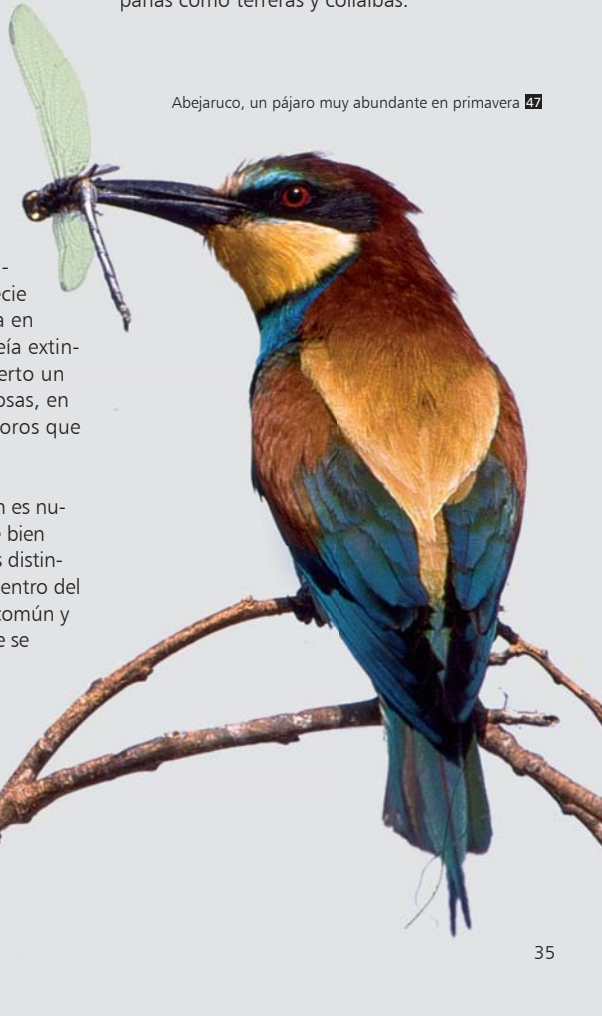 parias como terreras y collalbas.
Abejaruco, un pájaro muy abundante en primavera 47
-
cie
a en
eía extin-
erto un
osas, en
oros que
n es nu-
bien
s distin-
entro del
común y
e se
35